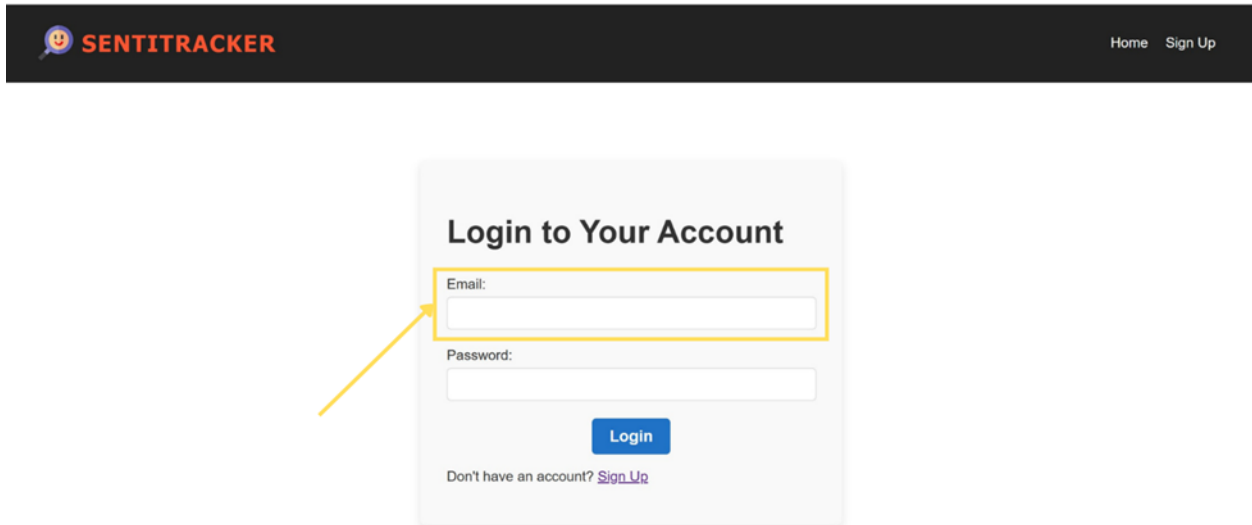 SENTITRACKER
Home Sign Up
Login to Your Account
Email:
Password:
Login
Don't have an account? Sign Up